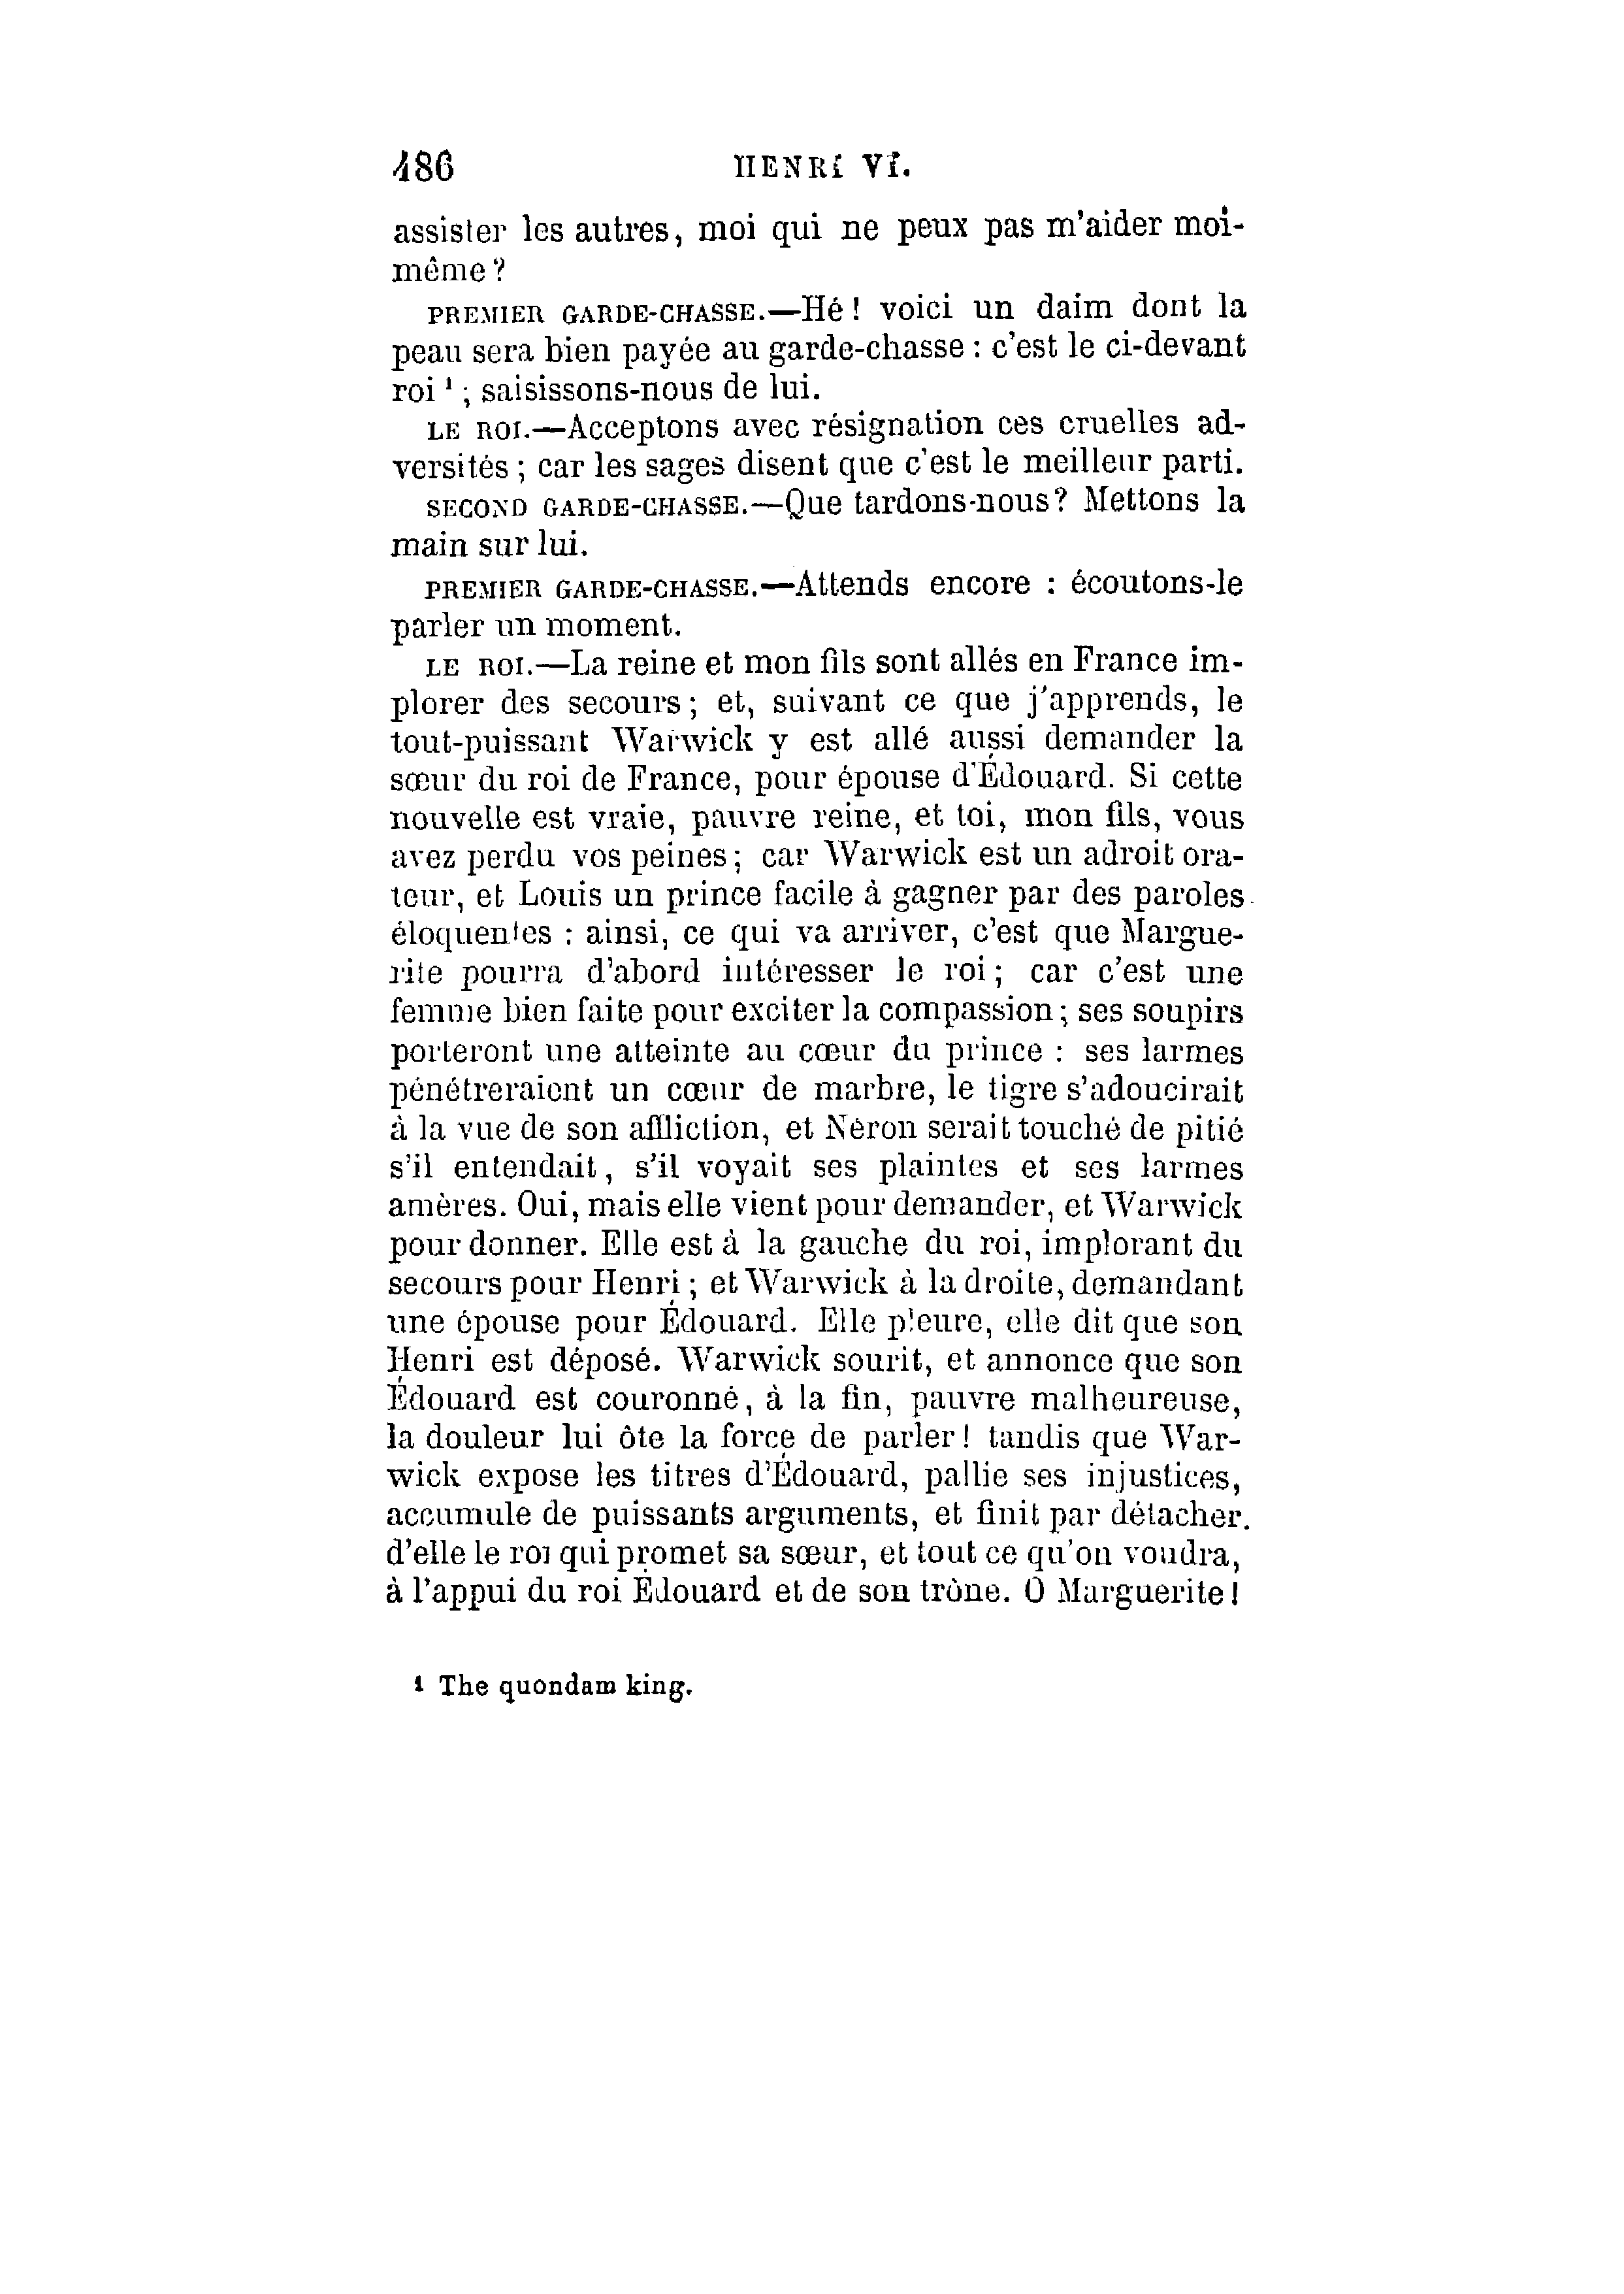 486 HENRI VI.
assister les autres, moi qui ne peux pas m'aider moi-
même ?
PREMIER GARDE-CHASSE.—Hé ! voici un daim dont la
peau sera bien payée au garde-chasse : c'est le ci-devant
roi ¹ ; saisissons-nous de lui.
LE ROI.—Acceptons avec résignation ces cruelles ad-
versités ; car les sages disent que c'est le meilleur parti.
SECOND GARDE-CHASSE.—Que tardons-nous? Mettons la
main sur lui.
PREMIER GARDE-CHASSE.—Attends encore : écoutons-le
parler un moment.
LE ROI.—La reine et mon fils sont allés en France im-
plorer des secours ; et, suivant ce que j'apprends, le
tout-puissant Warwick y est allé aussi demander la
sœur du roi de France, pour épouse d'Édouard. Si cette
nouvelle est vraie, pauvre reine, et toi, mon fils, vous
avez perdu vos peines ; car Warwick est un adroit ora-
teur, et Louis un prince facile à gagner par des paroles
éloquentes : ainsi, ce qui va arriver, c'est que Margue-
rite pourra d'abord intéresser le roi ; car c'est une
femme bien faite pour exciter la compassion ; ses soupirs
porteront une atteinte au cœur du prince : ses larmes
pénétreraient un cœur de marbre, le tigre s'adoucirait
à la vue de son affliction, et Néron serait touché de pitié
s'il entendait, s'il voyait ses plaintes et ses larmes
amères. Oui, mais elle vient pour demander, et Warwick
pour donner. Elle est à la gauche du roi, implorant du
secours pour Henri ; et Warwick à la droite, demandant
une épouse pour Édouard. Elle pleure, elle dit que son
Henri est déposé. Warwick sourit, et annonce que son
Édouard est couronné, à la fin, pauvre malheureuse,
la douleur lui ôte la force de parler ! tandis que War-
wick expose les titres d'Édouard, pallie ses injustices,
accumule de puissants arguments, et finit par détacher.
d'elle le roi qui promet sa sœur, et tout ce qu'on voudra,
à l'appui du roi Édouard et de son trône. O Marguerite !
¹ The quondam king.